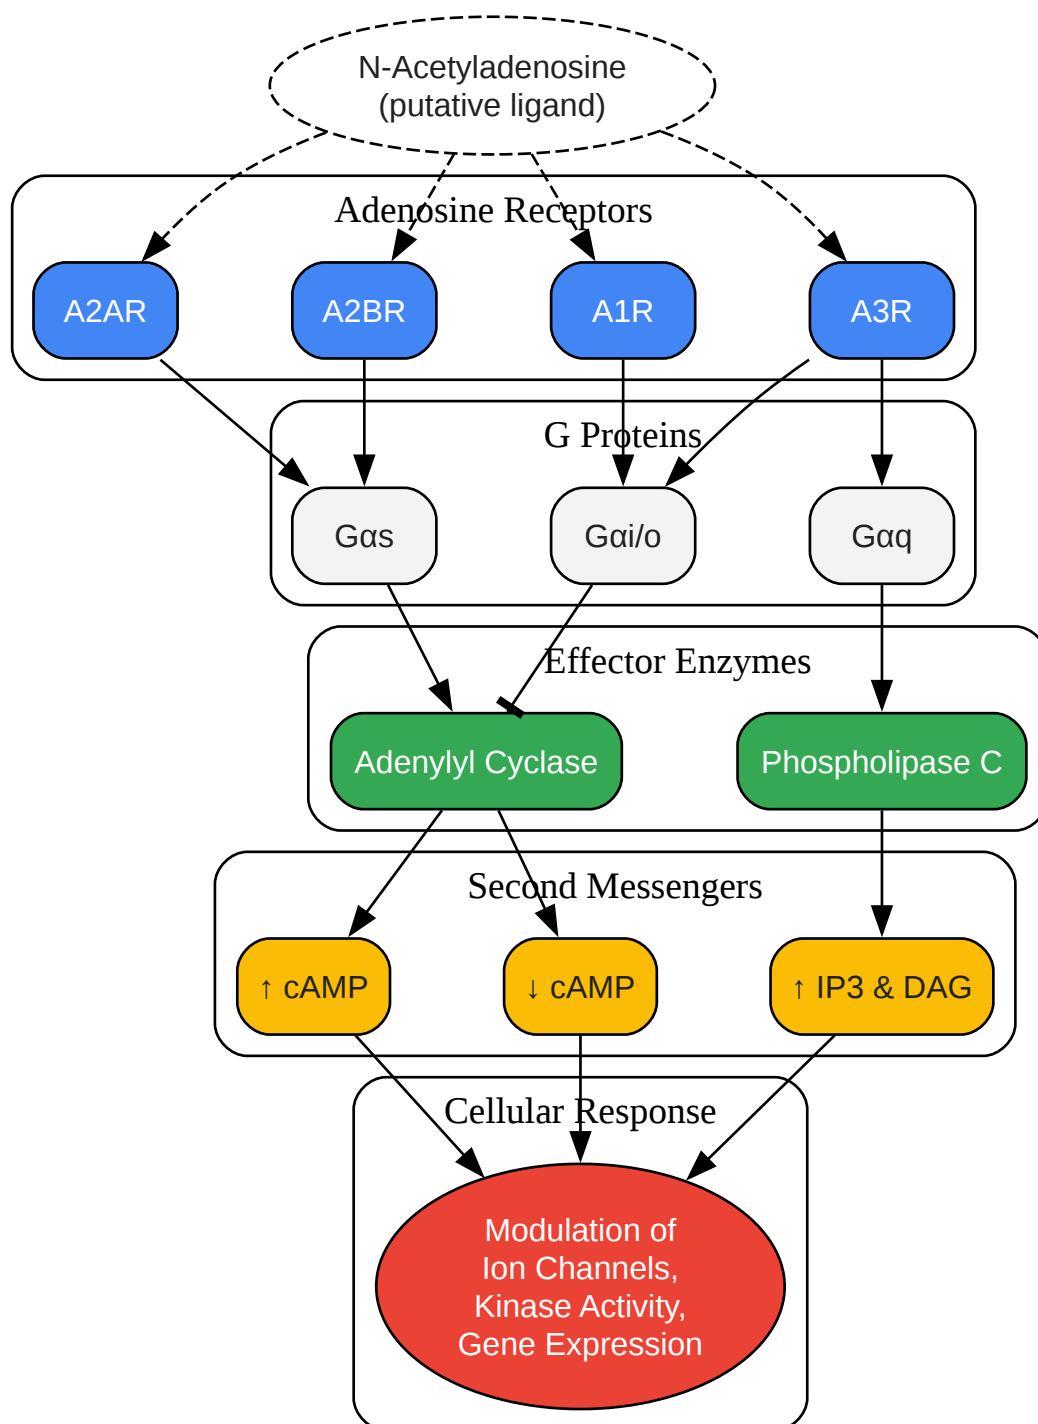 N-Acetyladenosine
(putative ligand)
Adenosine Receptors
A2AR
A2BR
A1R
A3R
G Proteins
Gαs
Gαi/o
Gαq
Effector Enzymes
Adenylyl Cyclase
Phospholipase C
Second Messengers
↑ cAMP
↓ cAMP
↑ IP3 & DAG
Cellular Response
Modulation of
Ion Channels,
Kinase Activity,
Gene Expression